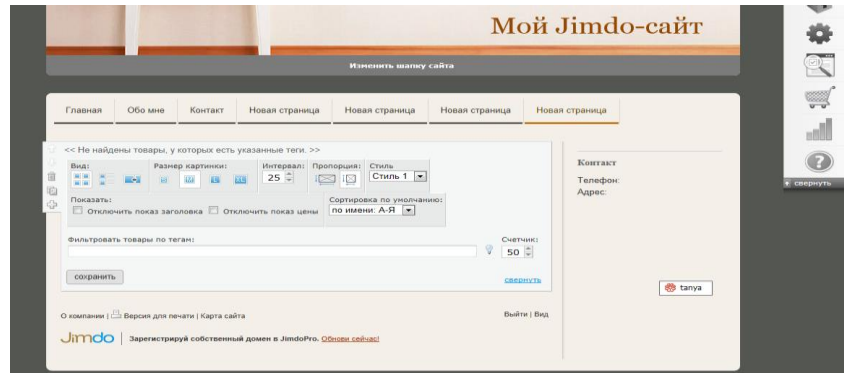 Мой Jimdo-сайт
Изменить шапку сайта
Главная Обо мне Контакт Новая страница Новая страница Новая страница Новая страница
<< Не найдены товары, у которых есть указанные теги. >>
Вид: Размер картинки: Интервал: Пропорция: Стиль
25 Стиль 1
Показать: Сортировка по умолчанию:
Отключить показ заголовка Отключить показ цены по имени: А-Я
Фильтровать товары по тегам: Счетчик:
50
сохранить свернуть
Контакт
Телефон:
Адрес:
свернуть
tanya
О компании | Версия для печати | Карта сайта Выйти | Вид
Jimdo Зарегистрируй собственный домен в JimdoPro. Обнови сейчас!